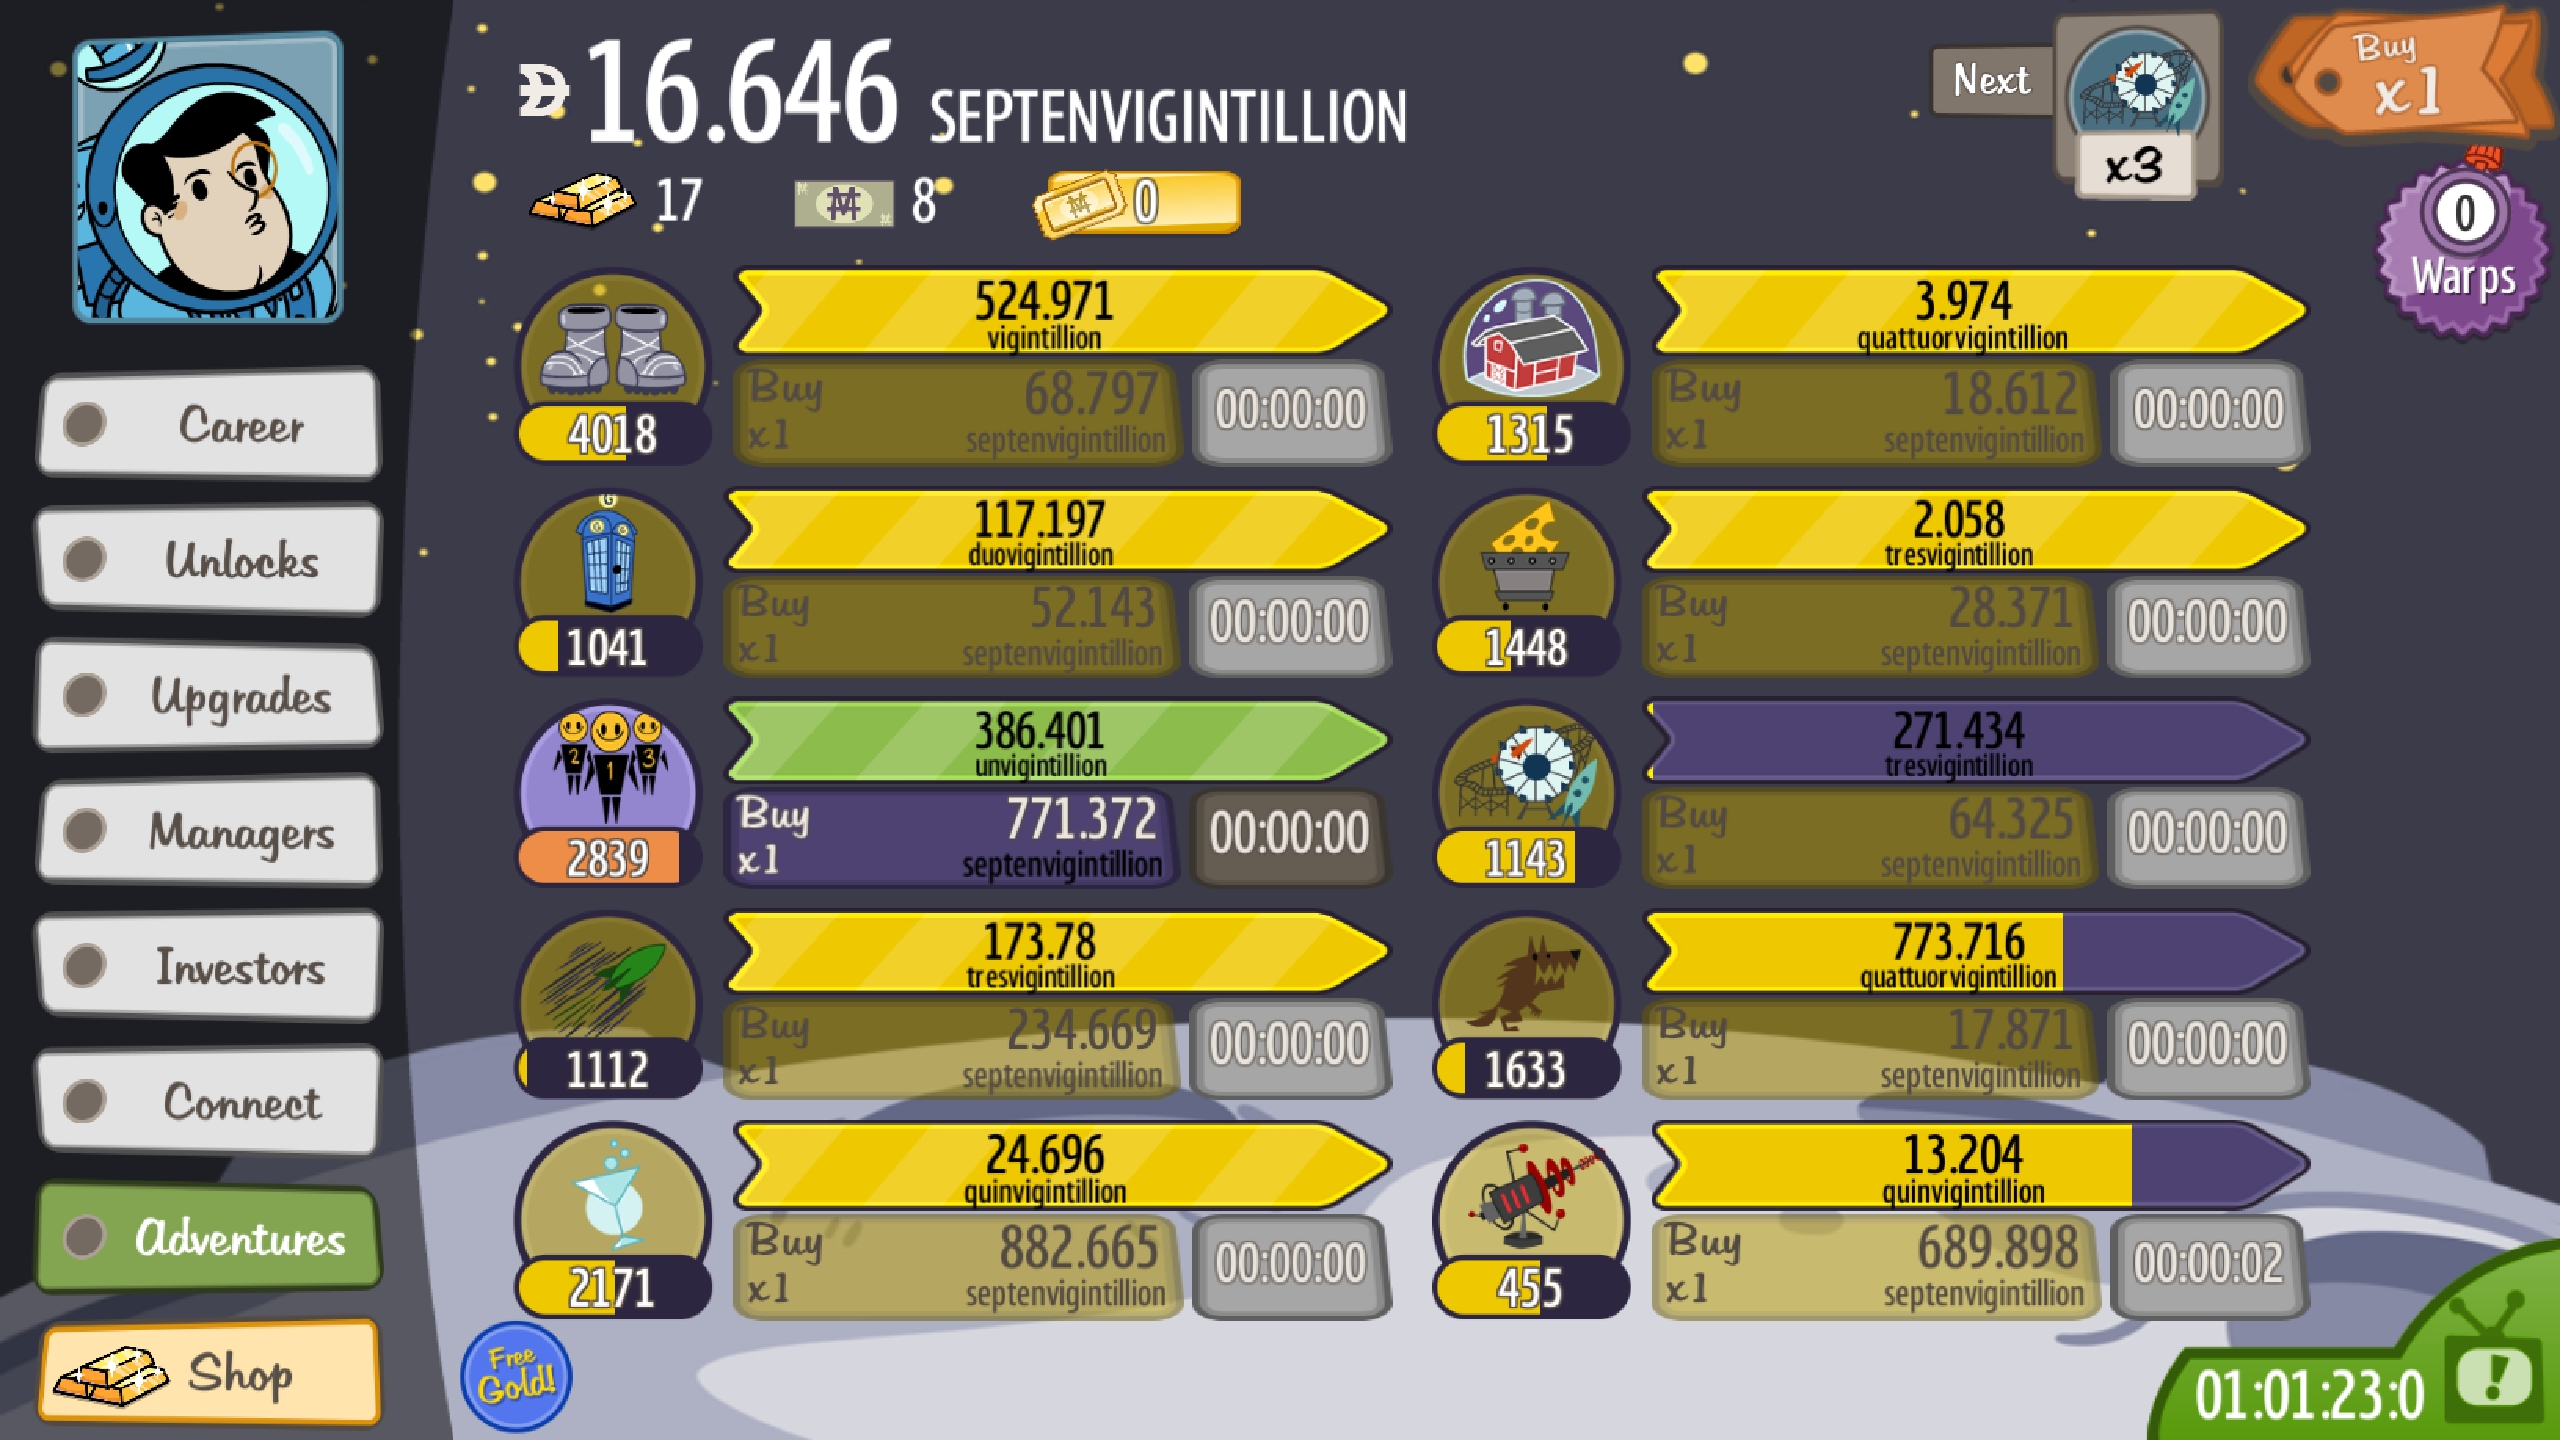 16.646 SEPTENVIGINTILLION
17
8
0
Next
x3
Buy
x1
0
Warps
Career
Unlocks
Upgrades
Managers
Investors
Connect
Adventures
Shop
Free
Gold!
524.971
vigintillion
Buy
x1
68.797
septenvigintillion
00:00:00
4018
3.974
quattuorvigintillion
Buy
x1
18.612
septenvigintillion
00:00:00
1315
G
117.197
duovigintillion
Buy
x1
52.143
septenvigintillion
00:00:00
1041
2.058
tresvigintillion
Buy
x1
28.371
septenvigintillion
00:00:00
1448
2 1 3
386.401
unvigintillion
Buy
x1
771.372
septenvigintillion
00:00:00
2839
271.434
tresvigintillion
Buy
x1
64.325
septenvigintillion
00:00:00
1143
173.78
tresvigintillion
Buy
x1
234.669
septenvigintillion
00:00:00
1112
773.716
quattuorvigintillion
Buy
x1
17.871
septenvigintillion
00:00:00
1633
24.696
quinvigintillion
Buy
x1
882.665
septenvigintillion
00:00:00
2171
13.204
quinvigintillion
Buy
x1
689.898
septenvigintillion
00:00:02
455
01:01:23:0
!